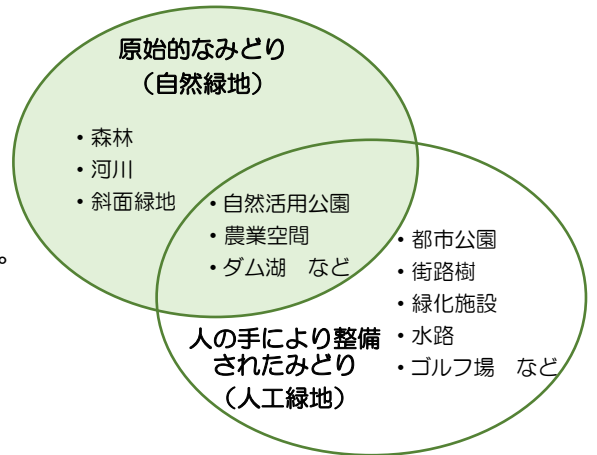 原始的なみどり
（自然緑地）
・森林
・河川
・斜面緑地
・自然活用公園
・農業空間
・ダム湖　など
。
・都市公園
・街路樹
・緑化施設
・水路
・ゴルフ場　など
人の手により整備
されたみどり
（人工緑地）